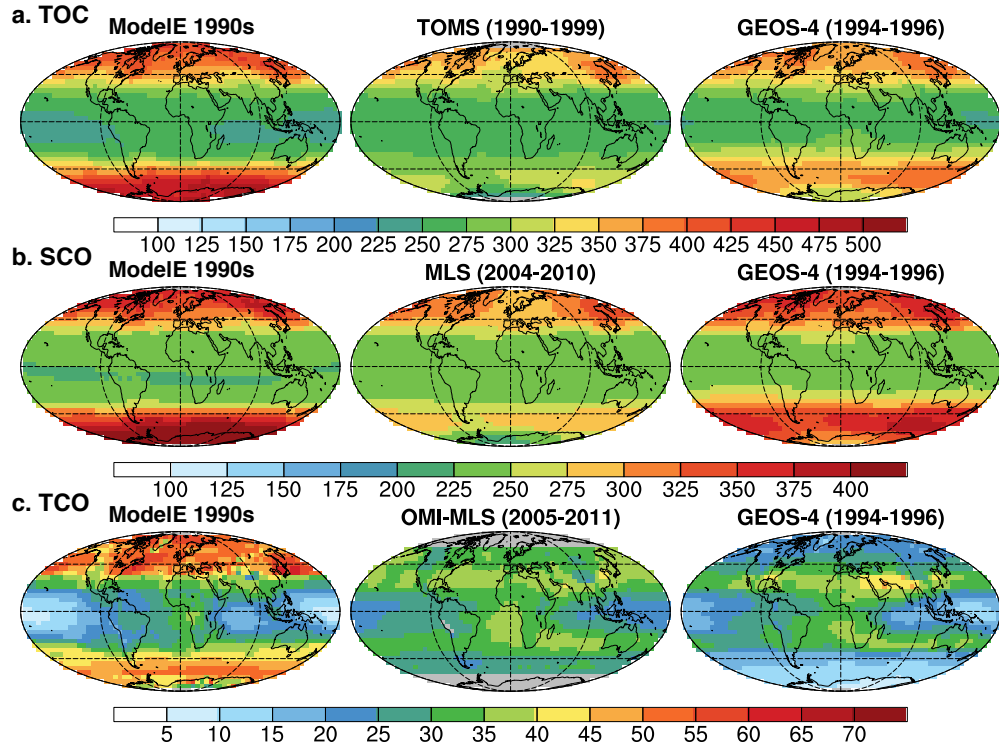 a. TOC
ModelE 1990s TOMS (1990-1999) GEOS-4 (1994-1996)
100 125 150 175 200 225 250 275 300 325 350 375 400 425 450 475 500
b. SCO
ModelE 1990s MLS (2004-2010) GEOS-4 (1994-1996)
100 125 150 175 200 225 250 275 300 325 350 375 400
c. TCO
ModelE 1990s OMI-MLS (2005-2011) GEOS-4 (1994-1996)
5 10 15 20 25 30 35 40 45 50 55 60 65 70